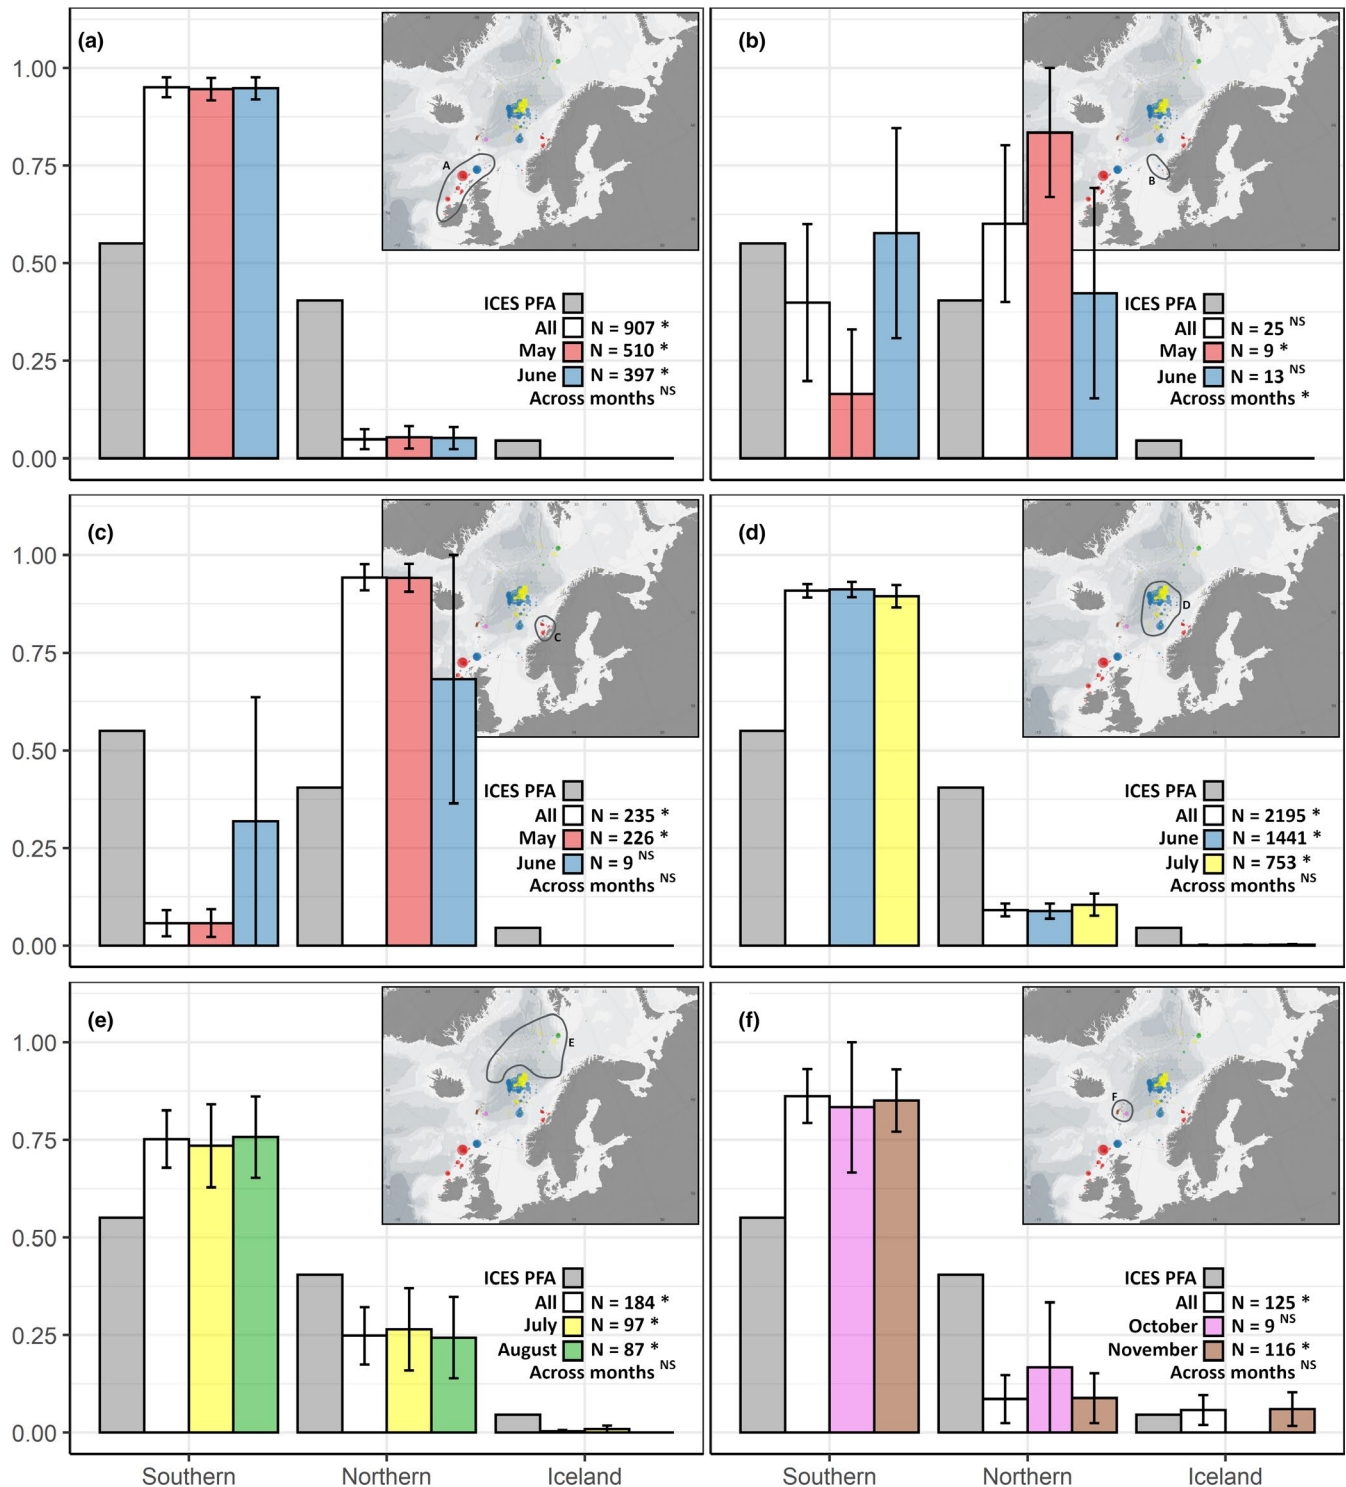 (a)
1.00
0.75
0.50
0.25
0.00
A
ICES PFA
All N = 907 *
May N = 510 *
June N = 397 *
Across months NS
(b)
B
ICES PFA
All N = 25 NS
May N = 9 *
June N = 13 NS
Across months *
(c)
1.00
0.75
0.50
0.25
0.00
C
ICES PFA
All N = 235 *
May N = 226 *
June N = 9 NS
Across months NS
(d)
D
ICES PFA
All N = 2195 *
June N = 1441 *
July N = 753 *
Across months NS
(e)
1.00
0.75
0.50
0.25
0.00
E
ICES PFA
All N = 184 *
July N = 97 *
August N = 87 *
Across months NS
Southern Northern Iceland
(f)
F
ICES PFA
All N = 125 *
October N = 9 NS
November N = 116 *
Across months NS
Southern Northern Iceland